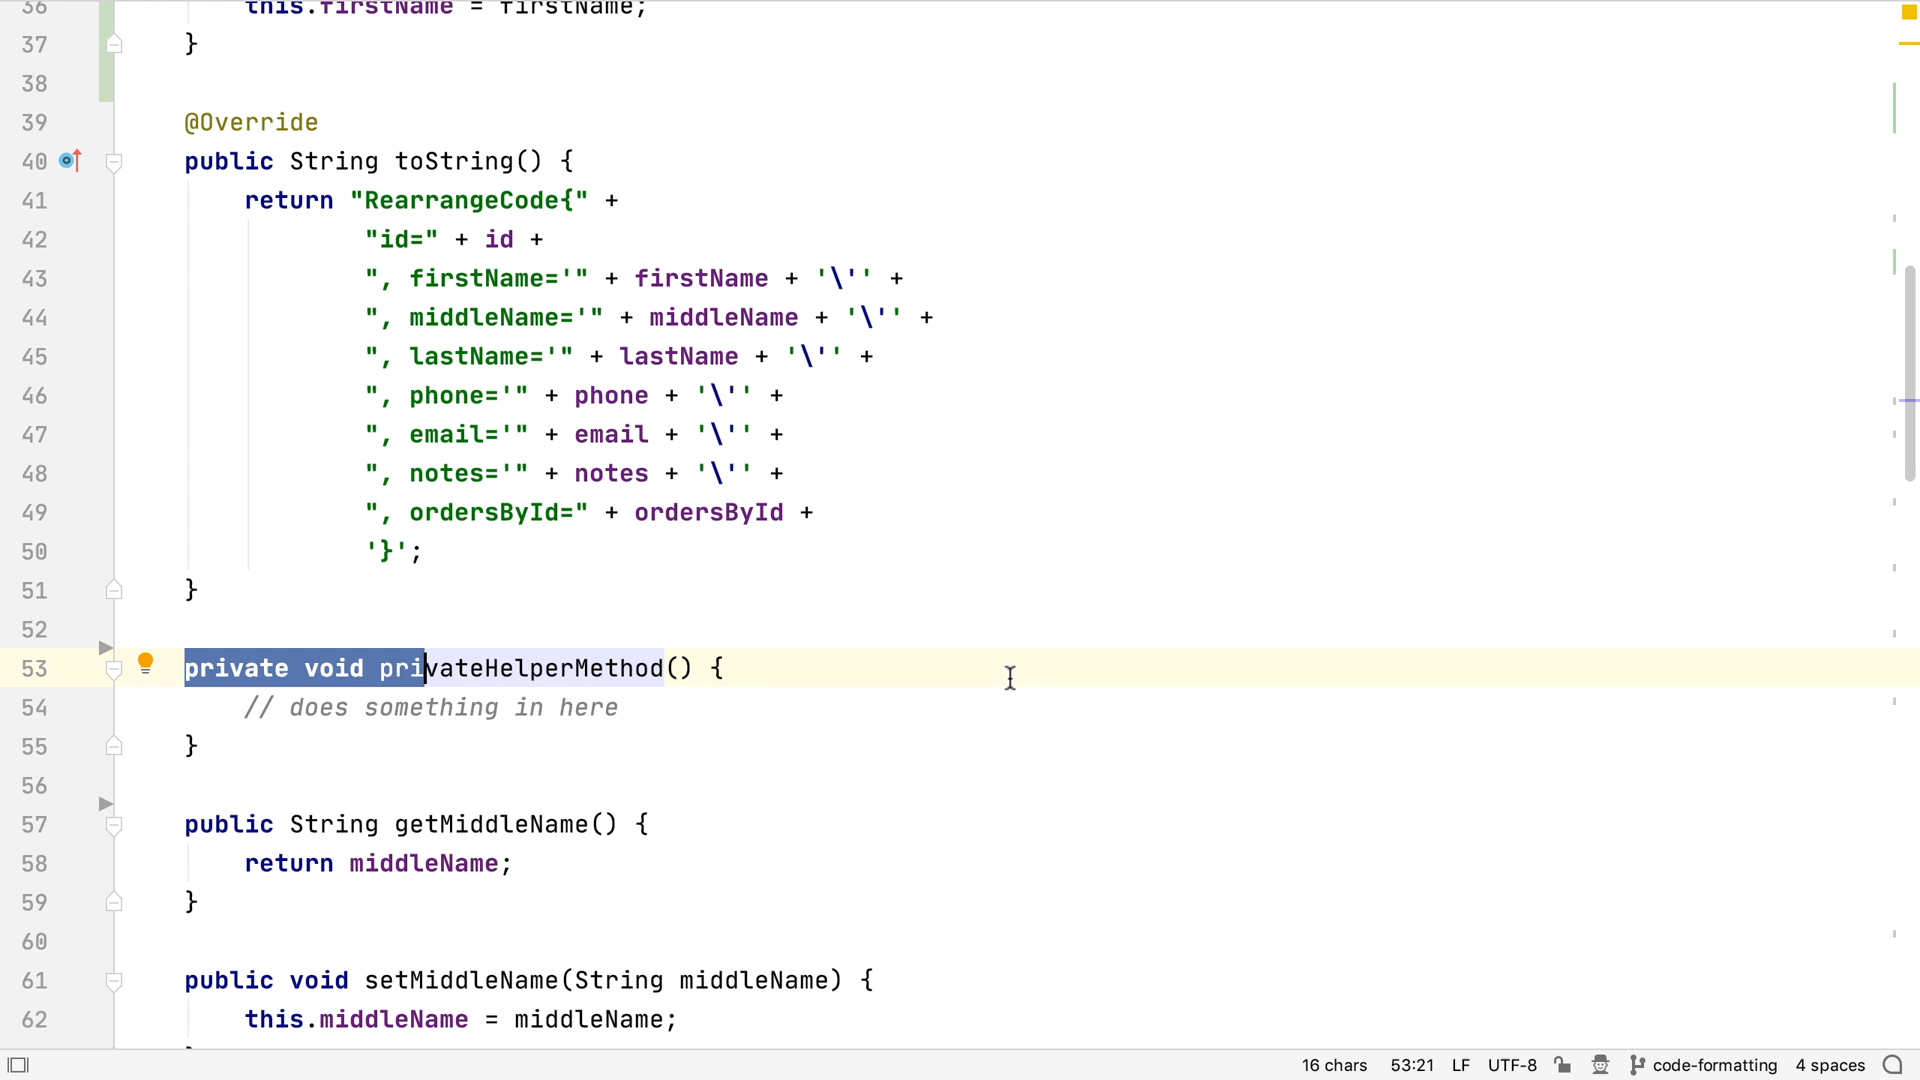 36 this.firstName = firstName;
37 }
38
39 @Override
40 public String toString() {
41 return "RearrangeCode{" +
42 "id=" + id +
43 ", firstName='" + firstName + '\'' +
44 ", middleName='" + middleName + '\'' +
45 ", lastName='" + lastName + '\'' +
46 ", phone='" + phone + '\'' +
47 ", email='" + email + '\'' +
48 ", notes='" + notes + '\'' +
49 ", ordersById=" + ordersById +
50 '}';
51 }
52
53 private void privateHelperMethod() {
54 // does something in here
55 }
56
57 public String getMiddleName() {
58 return middleName;
59 }
60
61 public void setMiddleName(String middleName) {
62 this.middleName = middleName;
16 chars 53:21 LF UTF-8 code-formatting 4 spaces